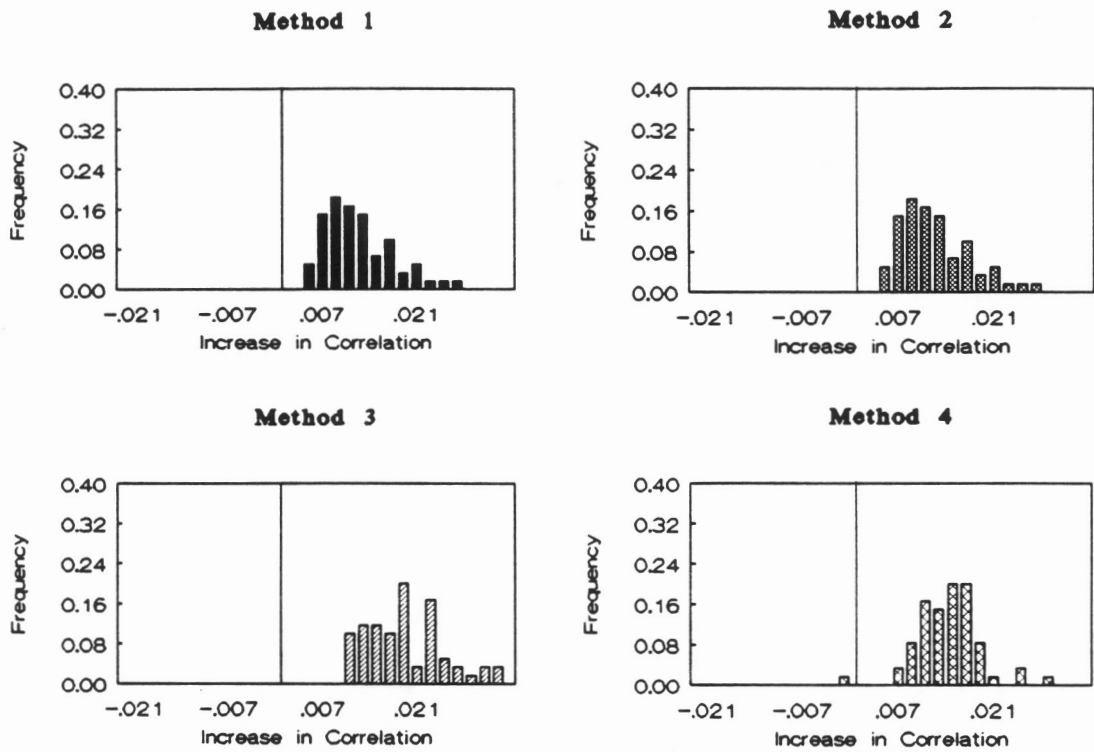 Method 1
0.40
0.32
0.24
0.16
0.08
0.00
Frequency
-.021 -.007 .007 .021
Increase in Correlation
Method 2
0.40
0.32
0.24
0.16
0.08
0.00
Frequency
-.021 -.007 .007 .021
Increase in Correlation
Method 3
0.40
0.32
0.24
0.16
0.08
0.00
Frequency
-.021 -.007 .007 .021
Increase in Correlation
Method 4
0.40
0.32
0.24
0.16
0.08
0.00
Frequency
-.021 -.007 .007 .021
Increase in Correlation